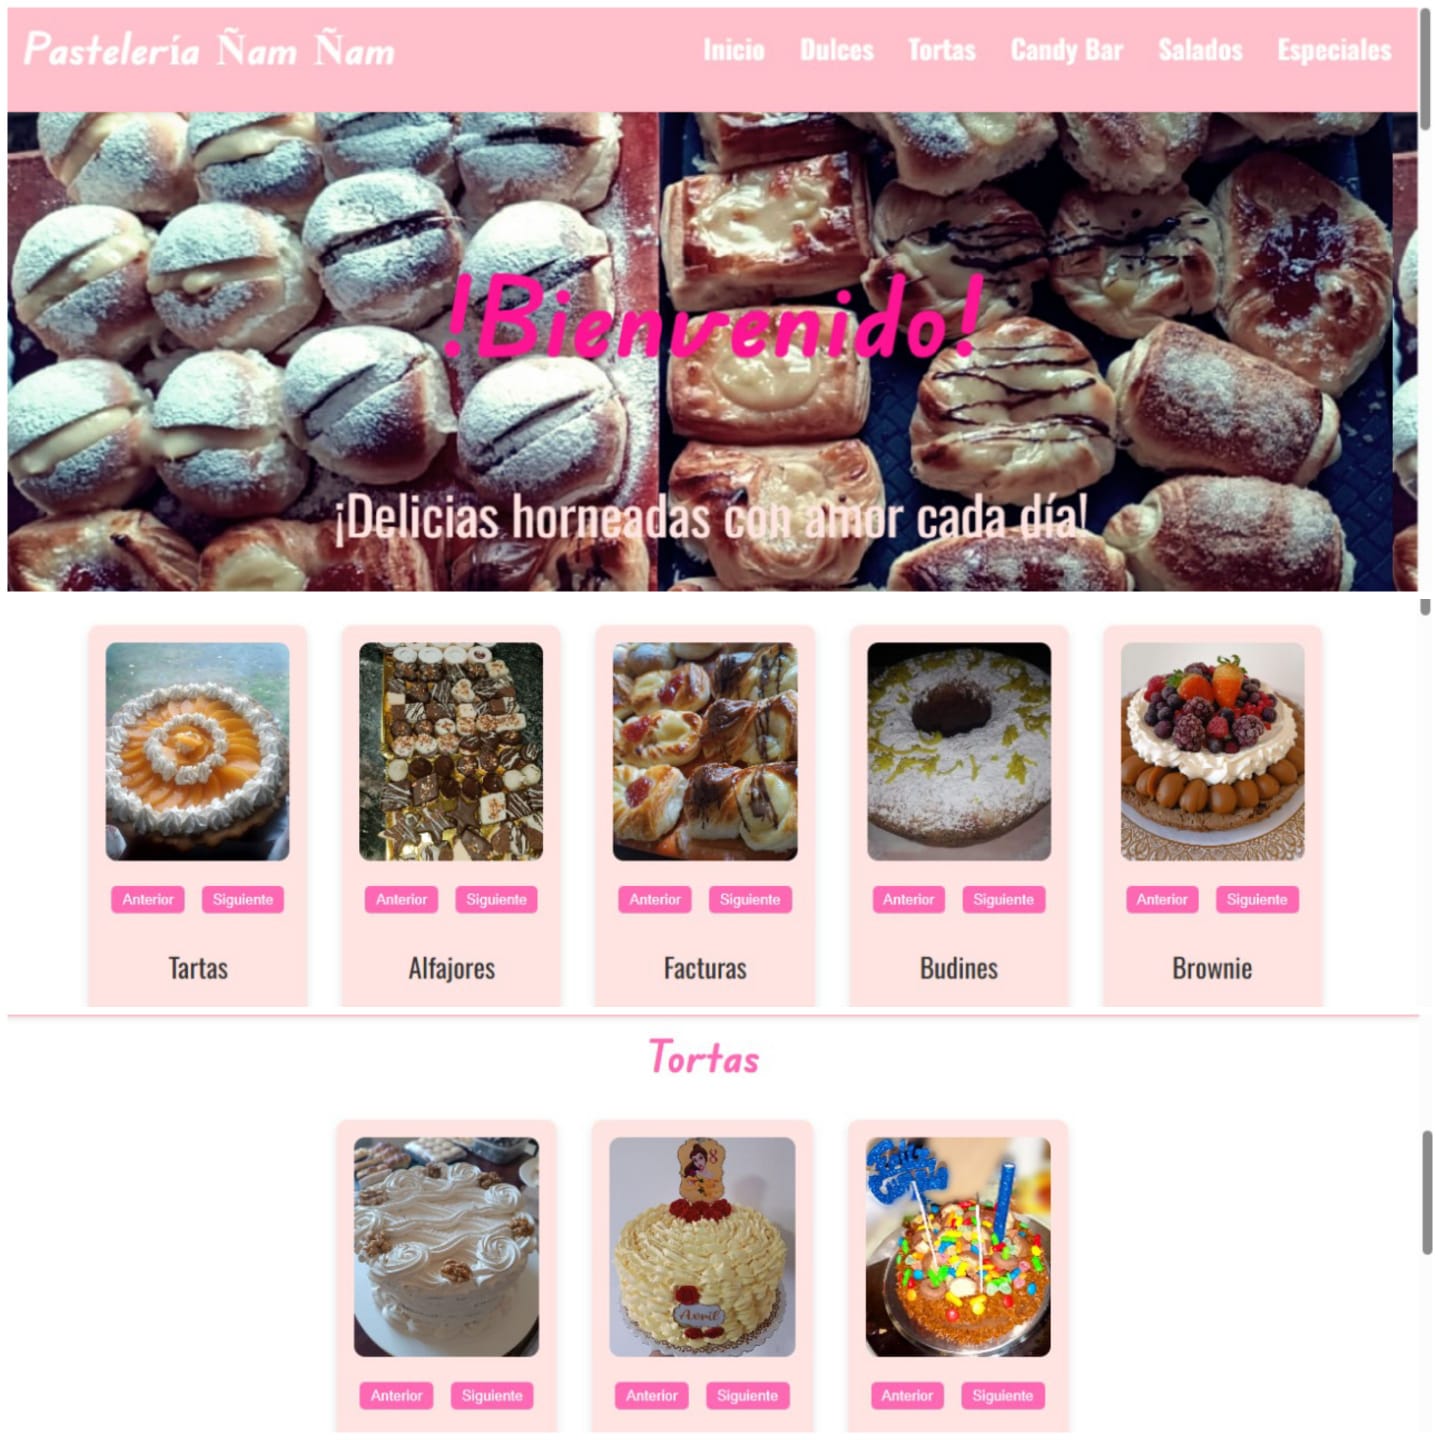 Pastelería Ñam Ñam
Inicio Dulces Tortas Candy Bar Salados Especiales
!Bienvenido!
¡Delicias horneadas con amor cada día!
Anterior Siguiente Anterior Siguiente Anterior Siguiente Anterior Siguiente Anterior Siguiente
Tartas Alfajores Facturas Budines Brownie
Tortas
8
Avril
Anterior Siguiente Anterior Siguiente Anterior Siguiente